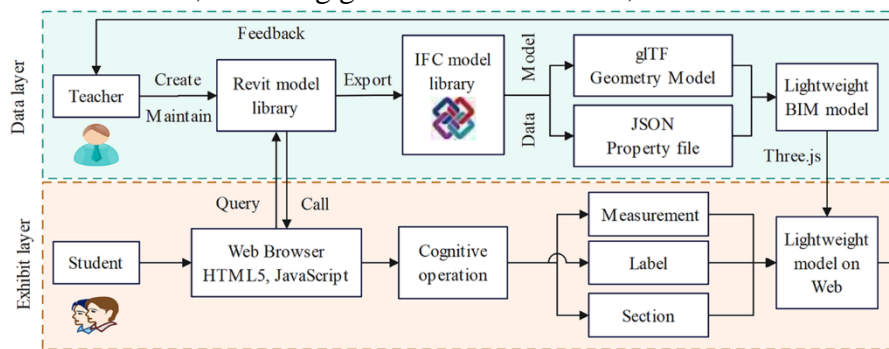 Feedback
Data layer
Teacher
Create
Maintain
Revit model
library
Export
IFC model
library
Model
Data
glTF
Geometry Model
JSON
Property file
Lightweight
BIM model
Three.js
Query
Call
Exhibit layer
Student
Web Browser
HTML5, JavaScript
Cognitive
operation
Measurement
Label
Section
Lightweight
model on
Web